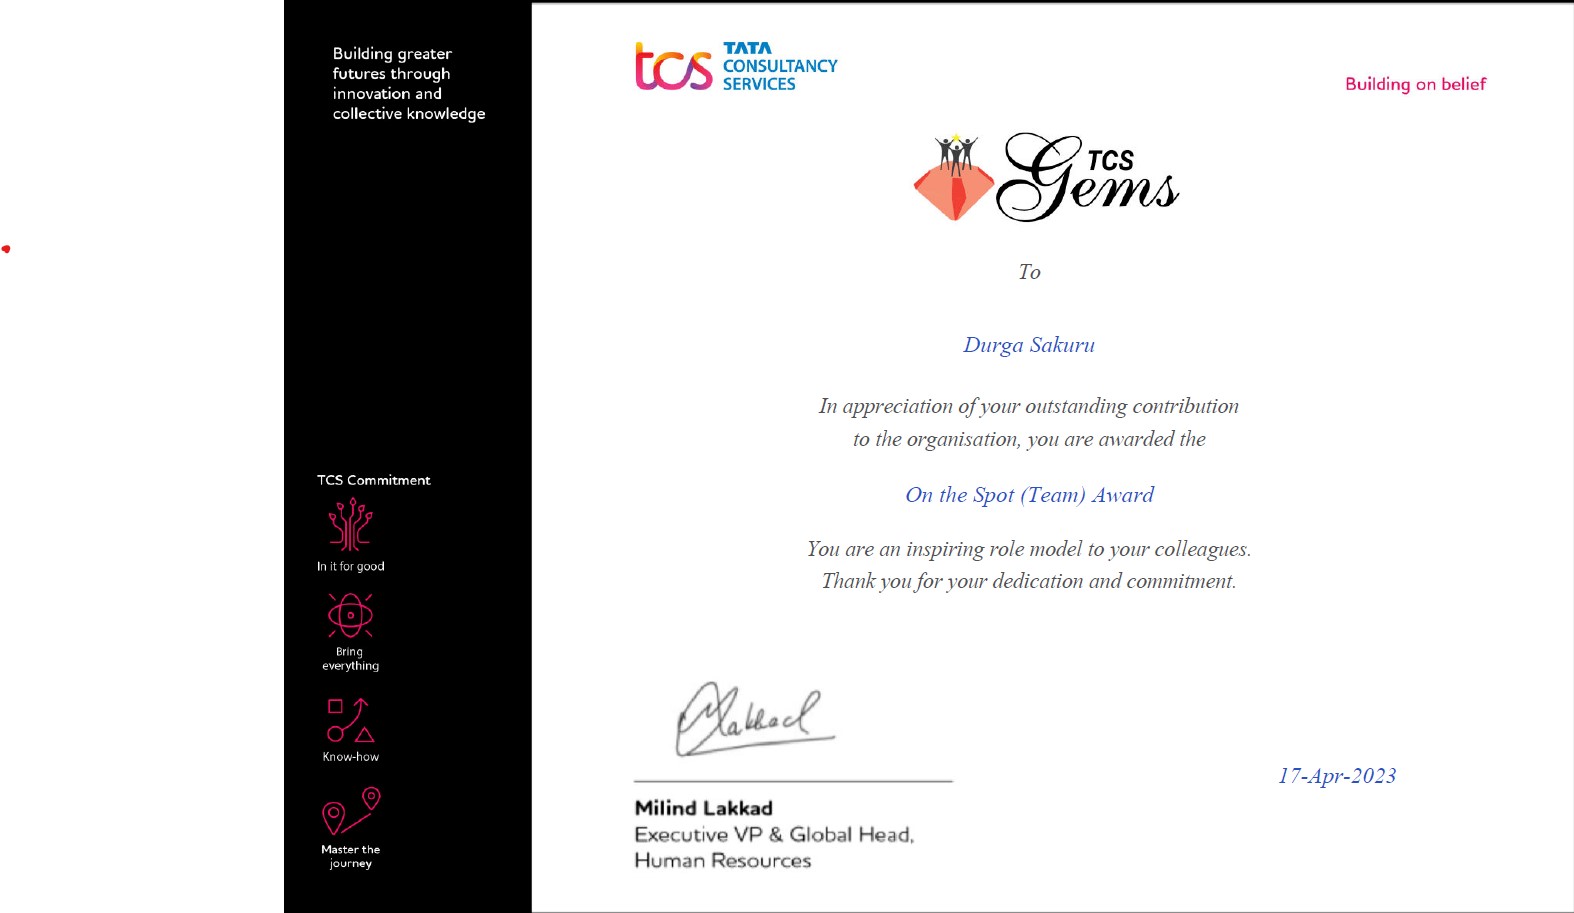 Building greater
futures through
innovation and
collective knowledge
TCS Commitment
In it for good
Bring
everything
Know-how
Master the
journey
tcs TATA
CONSULTANCY
SERVICES
Building on belief
TCS
Gems
To
Durga Sakuru
In appreciation of your outstanding contribution
to the organisation, you are awarded the
On the Spot (Team) Award
You are an inspiring role model to your colleagues.
Thank you for your dedication and commitment.
Lakkad
Milind Lakkad
Executive VP & Global Head,
Human Resources
17-Apr-2023